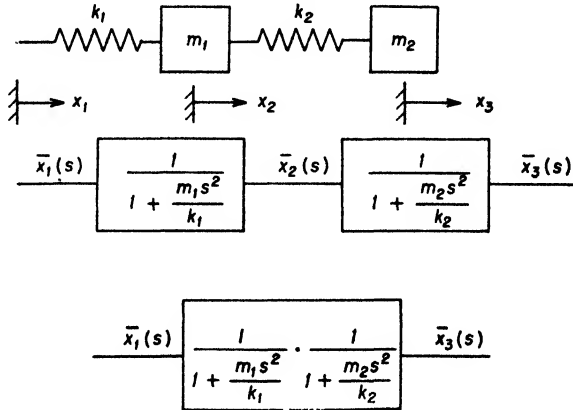 k₁ k₂
m₁ m₂
x₁ x₂ x₃
x̄₁(s) 1 / (1 + m₁s²/k₁) x̄₂(s) 1 / (1 + m₂s²/k₂) x̄₃(s)
x̄₁(s) 1 / (1 + m₁s²/k₁) · 1 / (1 + m₂s²/k₂) x̄₃(s)